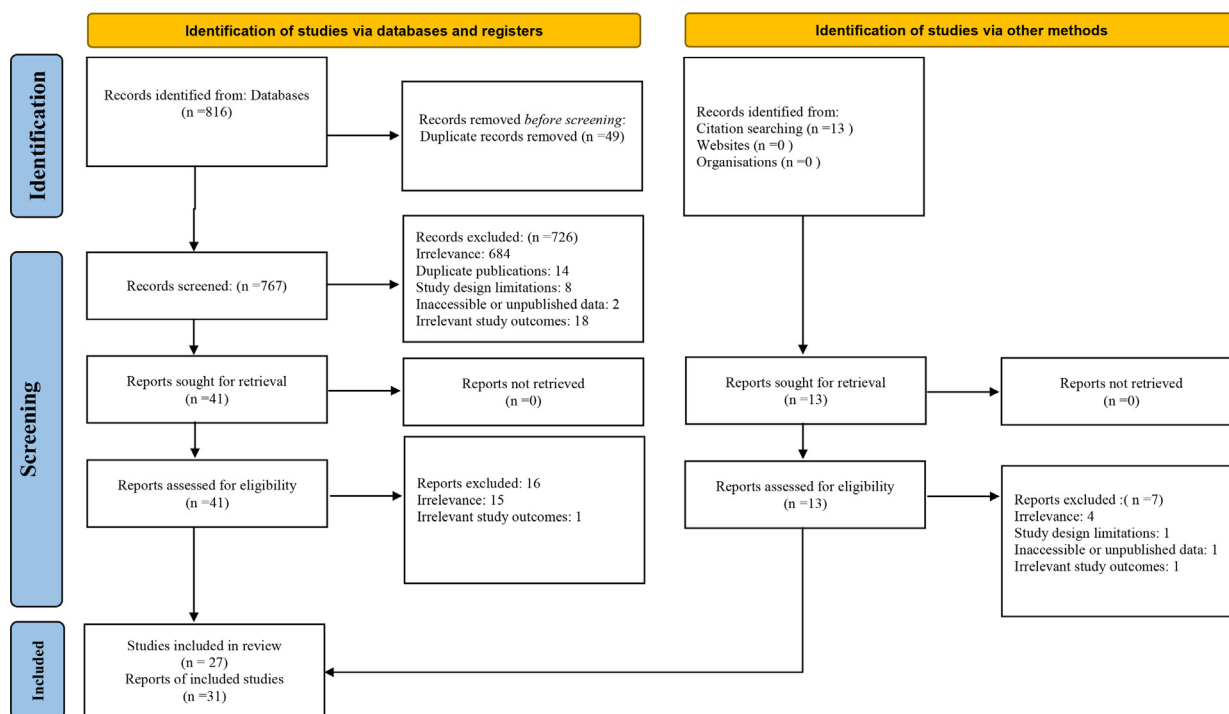 Identification of studies via databases and registers
Identification of studies via other methods
Identification
Records identified from: Databases
(n =816)
Records removed before screening:
Duplicate records removed (n =49)
Records identified from:
Citation searching (n =13 )
Websites (n =0 )
Organisations (n =0 )
Screening
Records screened: (n =767)
Records excluded: (n =726)
Irrelevance: 684
Duplicate publications: 14
Study design limitations: 8
Inaccessible or unpublished data: 2
Irrelevant study outcomes: 18
Reports sought for retrieval
(n =41)
Reports not retrieved
(n =0)
Reports sought for retrieval
(n =13)
Reports not retrieved
(n =0)
Reports assessed for eligibility
(n =41)
Reports excluded: 16
Irrelevance: 15
Irrelevant study outcomes: 1
Reports assessed for eligibility
(n =13)
Reports excluded :( n =7)
Irrelevance: 4
Study design limitations: 1
Inaccessible or unpublished data: 1
Irrelevant study outcomes: 1
Included
Studies included in review
(n = 27)
Reports of included studies
(n =31)